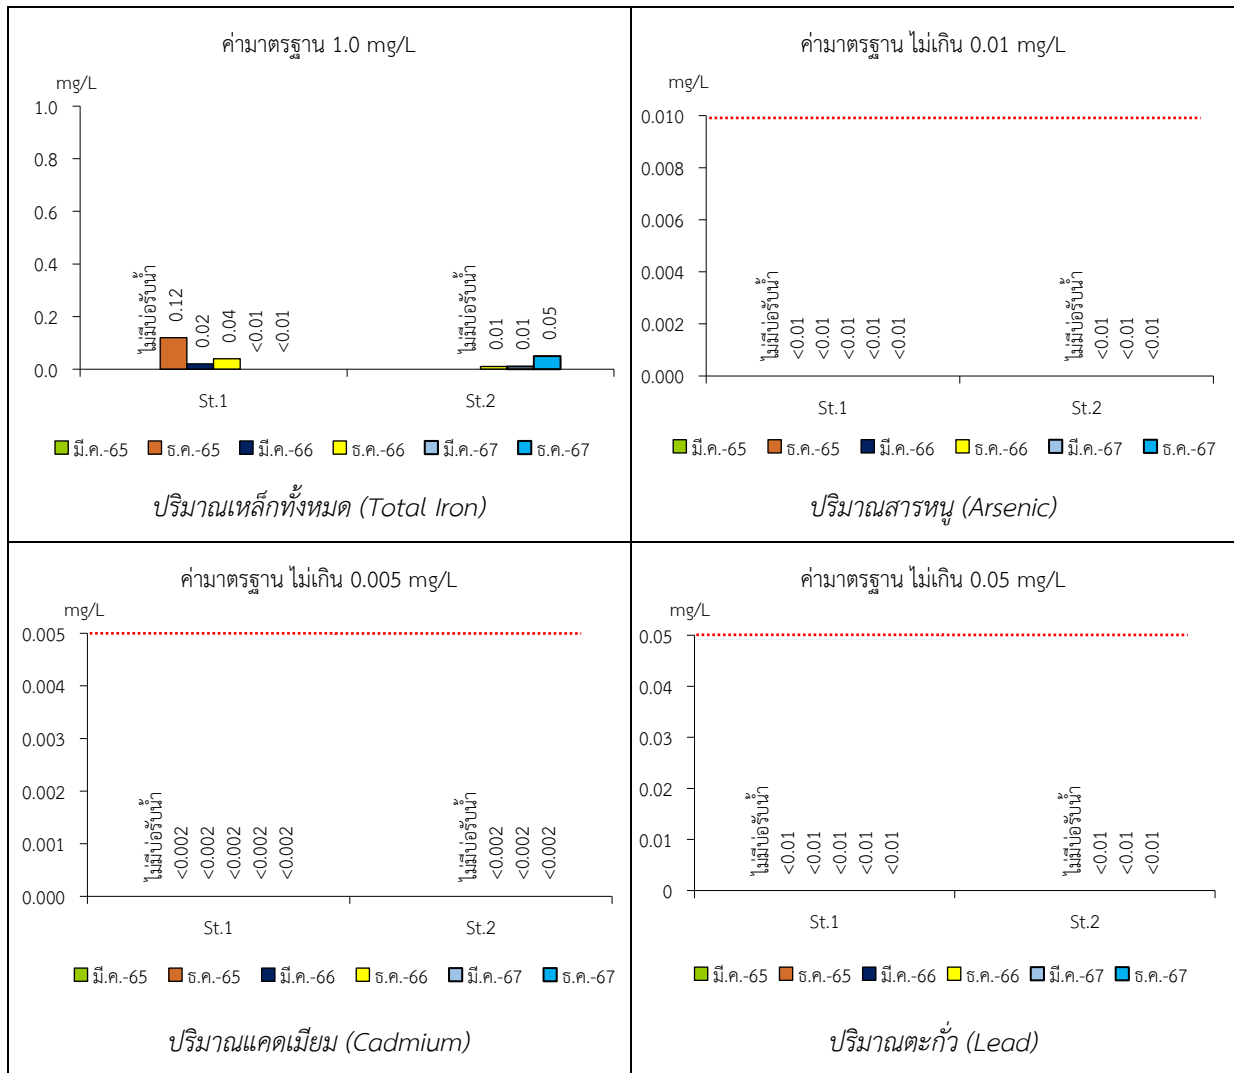 ค่ามาตรฐาน 1.0 mg/L
mg/L
1.0
0.8
0.6
0.4
0.2
0.0
ไม่มีบ่อรับน้ำ
0.12
0.02
0.04
<0.01
<0.01
ไม่มีบ่อรับน้ำ
0.01
0.01
0.05
St.1
St.2
มี.ค.-65 ธ.ค.-65 มี.ค.-66 ธ.ค.-66 มี.ค.-67 ธ.ค.-67
ปริมาณเหล็กทั้งหมด (Total Iron)
ค่ามาตรฐาน ไม่เกิน 0.01 mg/L
mg/L
0.010
0.008
0.006
0.004
0.002
0.000
ไม่มีบ่อรับน้ำ
<0.01
<0.01
<0.01
<0.01
<0.01
ไม่มีบ่อรับน้ำ
<0.01
<0.01
<0.01
St.1
St.2
มี.ค.-65 ธ.ค.-65 มี.ค.-66 ธ.ค.-66 มี.ค.-67 ธ.ค.-67
ปริมาณสารหนู (Arsenic)
ค่ามาตรฐาน ไม่เกิน 0.005 mg/L
mg/L
0.005
0.004
0.003
0.002
0.001
0.000
ไม่มีบ่อรับน้ำ
<0.002
<0.002
<0.002
<0.002
<0.002
ไม่มีบ่อรับน้ำ
<0.002
<0.002
<0.002
St.1
St.2
มี.ค.-65 ธ.ค.-65 มี.ค.-66 ธ.ค.-66 มี.ค.-67 ธ.ค.-67
ปริมาณแคดเมียม (Cadmium)
ค่ามาตรฐาน ไม่เกิน 0.05 mg/L
mg/L
0.05
0.04
0.03
0.02
0.01
0
ไม่มีบ่อรับน้ำ
<0.01
<0.01
<0.01
<0.01
<0.01
ไม่มีบ่อรับน้ำ
<0.01
<0.01
<0.01
St.1
St.2
มี.ค.-65 ธ.ค.-65 มี.ค.-66 ธ.ค.-66 มี.ค.-67 ธ.ค.-67
ปริมาณตะกั่ว (Lead)